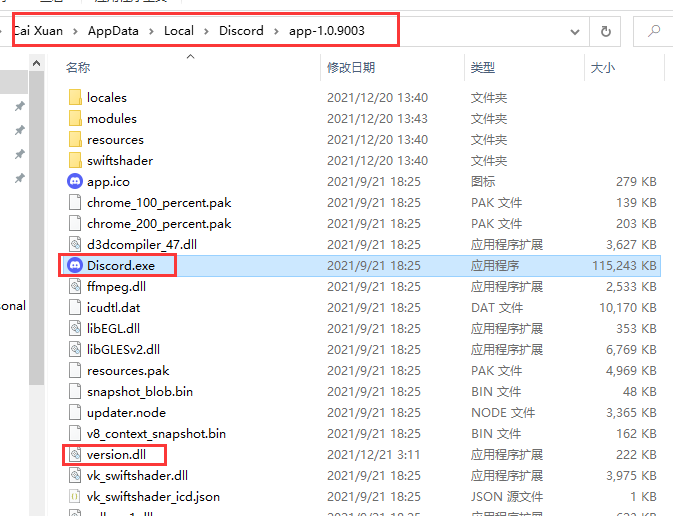 Cai Xuan > AppData > Local > Discord > app-1.0.9003
名称 修改日期 类型 大小
locales 2021/12/20 13:40 文件夹
modules 2021/12/20 13:43 文件夹
resources 2021/12/20 13:40 文件夹
swiftshader 2021/12/20 13:40 文件夹
app.ico 2021/9/21 18:25 图标 279 KB
chrome_100_percent.pak 2021/9/21 18:25 PAK 文件 139 KB
chrome_200_percent.pak 2021/9/21 18:25 PAK 文件 203 KB
d3dcompiler_47.dll 2021/9/21 18:25 应用程序扩展 3,627 KB
Discord.exe 2021/9/21 18:25 应用程序 115,243 KB
ffmpeg.dll 2021/9/21 18:25 应用程序扩展 2,533 KB
icudtl.dat 2021/9/21 18:25 DAT 文件 10,170 KB
sonal
libEGL.dll 2021/9/21 18:25 应用程序扩展 353 KB
libGLESv2.dll 2021/9/21 18:25 应用程序扩展 6,769 KB
resources.pak 2021/9/21 18:25 PAK 文件 4,969 KB
snapshot_blob.bin 2021/9/21 18:25 BIN 文件 48 KB
updater.node 2021/9/21 18:25 NODE 文件 3,365 KB
v8_context_snapshot.bin 2021/9/21 18:25 BIN 文件 162 KB
version.dll 2021/12/21 3:11 应用程序扩展 222 KB
vk_swiftshader.dll 2021/9/21 18:25 应用程序扩展 3,975 KB
vk_swiftshader_icd.json 2021/9/21 18:25 JSON 源文件 1 KB